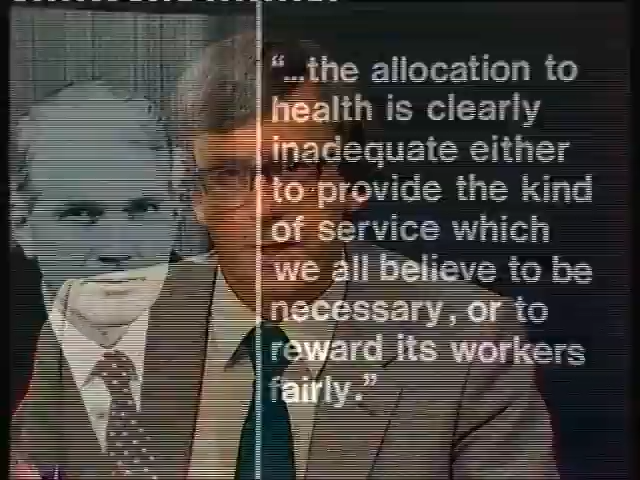 “...the allocation to
health is clearly
inadequate either
to provide the kind
of service which
we all believe to be
necessary, or to
reward its workers
fairly.”